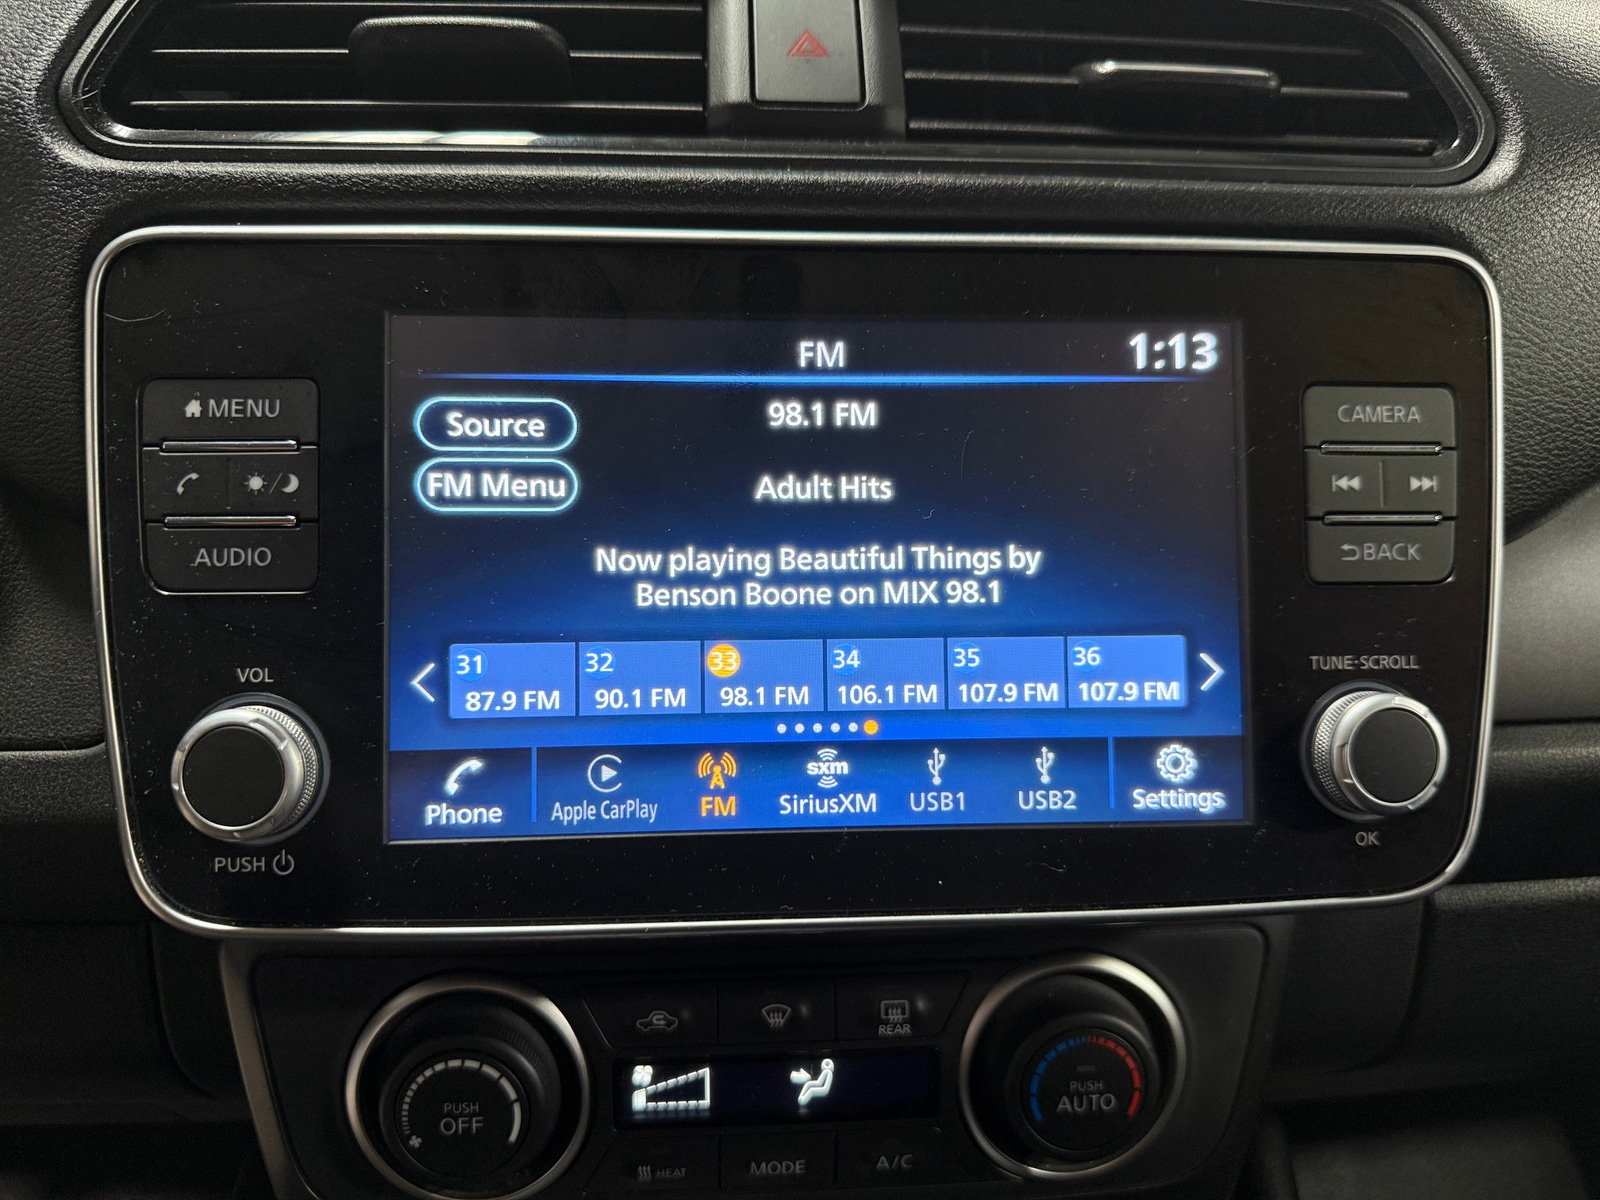 FM
1:13
MENU
CAMERA
Source
98.1 FM
FM Menu
Adult Hits
AUDIO
BACK
Now playing Beautiful Things by
Benson Boone on MIX 98.1
31
32
33
34
35
36
87.9 FM
90.1 FM
98.1 FM
106.1 FM
107.9 FM
107.9 FM
VOL
TUNE·SCROLL
Phone
Apple CarPlay
FM
sxm
SiriusXM
USB1
USB2
Settings
PUSH
OK
REAR
PUSH
OFF
PUSH
AUTO
HEAT
MODE
A/C